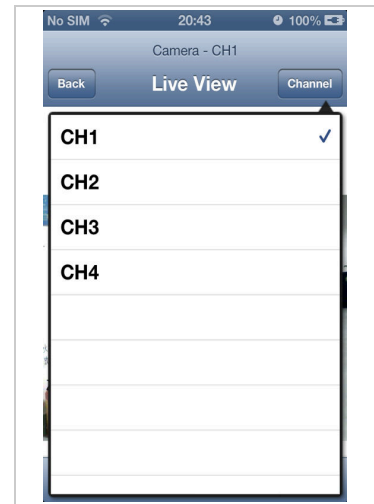 No SIM 20:43 100%
Camera - CH1
Back Live View Channel
CH1
CH2
CH3
CH4